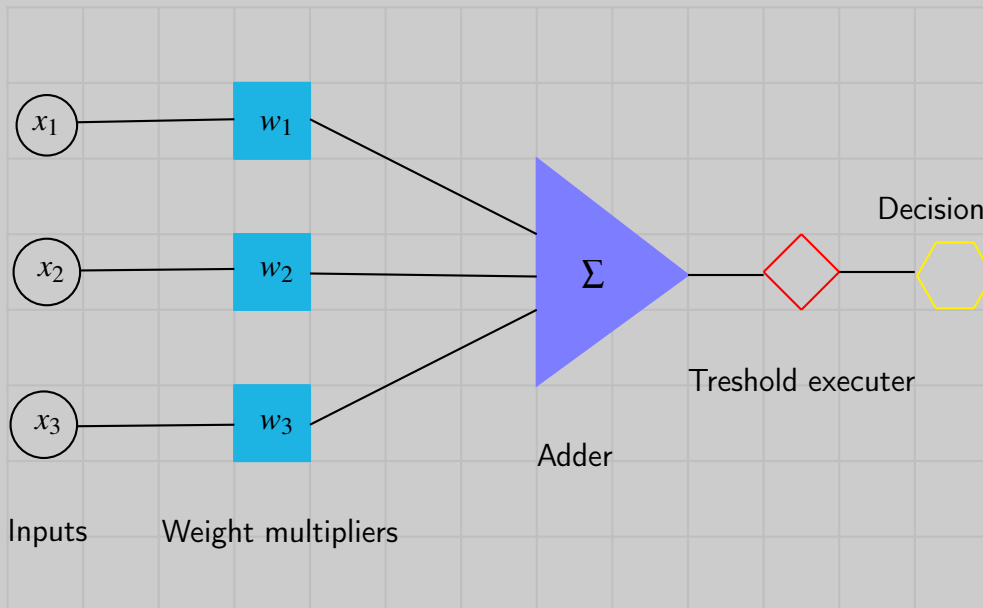 x₁ w₁
Decision
x₂ w₂ Σ
Treshold executer
x₃ w₃
Adder
Inputs Weight multipliers